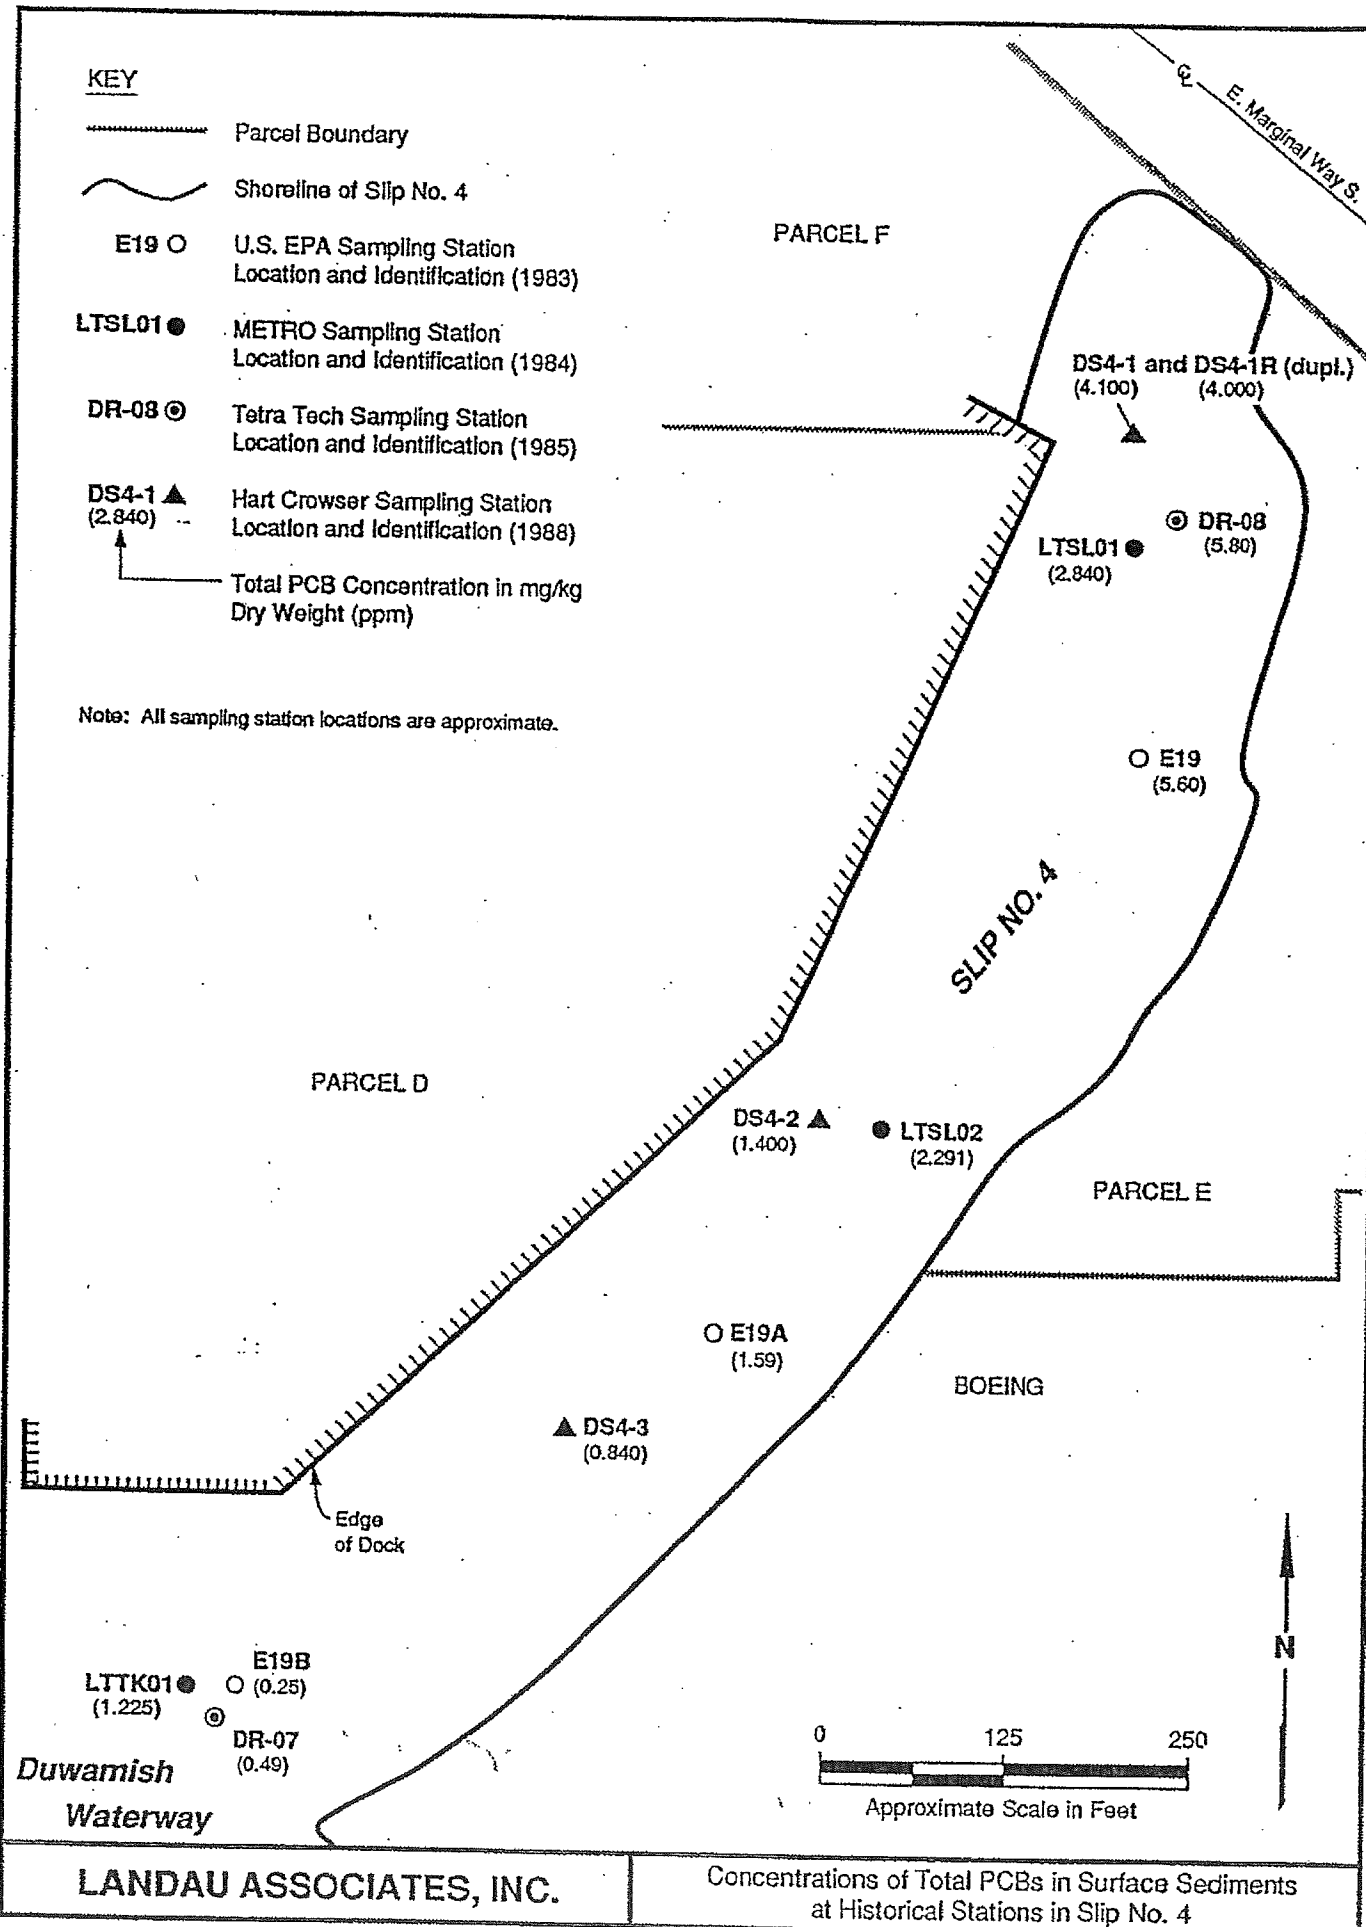 KEY
Parcel Boundary
Shoreline of Slip No. 4
E19
U.S. EPA Sampling Station
Location and Identification (1983)
LTSL01
METRO Sampling Station
Location and Identification (1984)
DR-08
Tetra Tech Sampling Station
Location and Identification (1985)
DS4-1
(2.840)
Hart Crowser Sampling Station
Location and Identification (1988)
Total PCB Concentration in mg/kg
Dry Weight (ppm)
Note: All sampling station locations are approximate.
℄ E. Marginal Way S.
PARCEL F
DS4-1 and DS4-1R (dupl.)
(4.100) (4.000)
DR-08
(5.80)
LTSL01
(2.840)
E19
(5.60)
SLIP NO. 4
PARCEL D
DS4-2
(1.400)
LTSL02
(2.291)
PARCEL E
E19A
(1.59)
BOEING
DS4-3
(0.840)
Edge
of Dock
N
E19B
(0.25)
LTTK01
(1.225)
DR-07
(0.49)
Duwamish
Waterway
0 125 250
Approximate Scale in Feet
LANDAU ASSOCIATES, INC.
Concentrations of Total PCBs in Surface Sediments
at Historical Stations in Slip No. 4